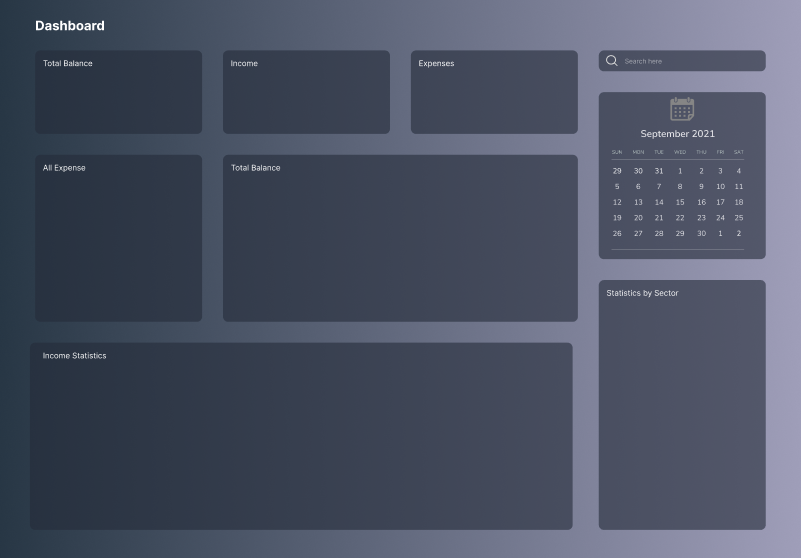 Dashboard
Total Balance
Income
Expenses
Search here
September 2021
SUN MON TUE WED THU FRI SAT
29 30 31 1 2 3 4
5 6 7 8 9 10 11
12 13 14 15 16 17 18
19 20 21 22 23 24 25
26 27 28 29 30 1 2
All Expense
Total Balance
Statistics by Sector
Income Statistics